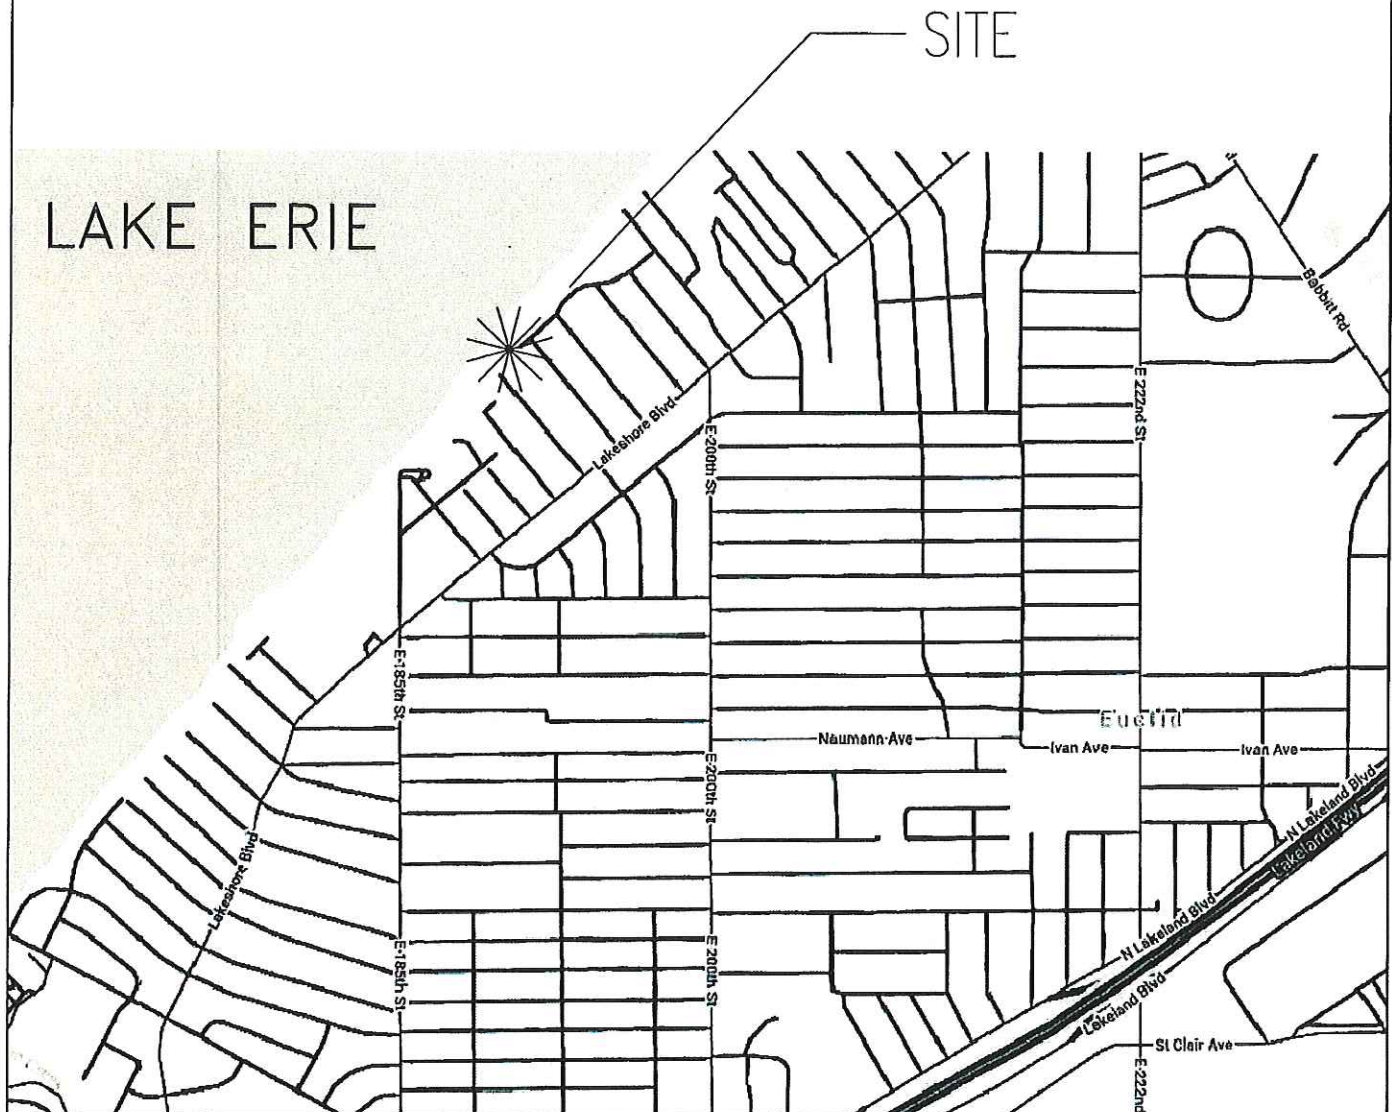 SITE
LAKE ERIE
Babbitt Rd
E 222nd St
Lakeshore Blvd
E 200th St
E 185th St
Euclid
Naumann Ave
Ivan Ave
Ivan Ave
E 200th St
N Lakeland Blvd
Lakeland Fwy
Lakeshore Blvd
N Lakeland Blvd
E 185th St
E 200th St
Lakeland Blvd
St Clair Ave
E 222nd